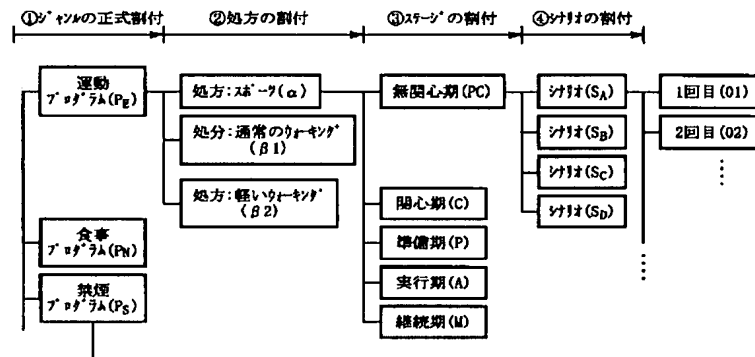 ①ｼﾞｬﾝﾙの正式割付
②処方の割付
③ｽﾃｰｼﾞの割付
④ｼﾅﾘｵの割付
運動
ﾌﾟﾛｸﾞﾗﾑ(PE)
処方:ｽﾎﾟｰﾂ(α)
無関心期(PC)
ｼﾅﾘｵ(SA)
1回目(01)
処分:通常のｳｫｰｷﾝｸﾞ
(β1)
ｼﾅﾘｵ(SB)
2回目(02)
ｼﾅﾘｵ(SC)
処方:軽いｳｫｰｷﾝｸﾞ
(β2)
関心期(C)
ｼﾅﾘｵ(SD)
食事
ﾌﾟﾛｸﾞﾗﾑ(PN)
準備期(P)
禁煙
ﾌﾟﾛｸﾞﾗﾑ(PS)
実行期(A)
継続期(M)